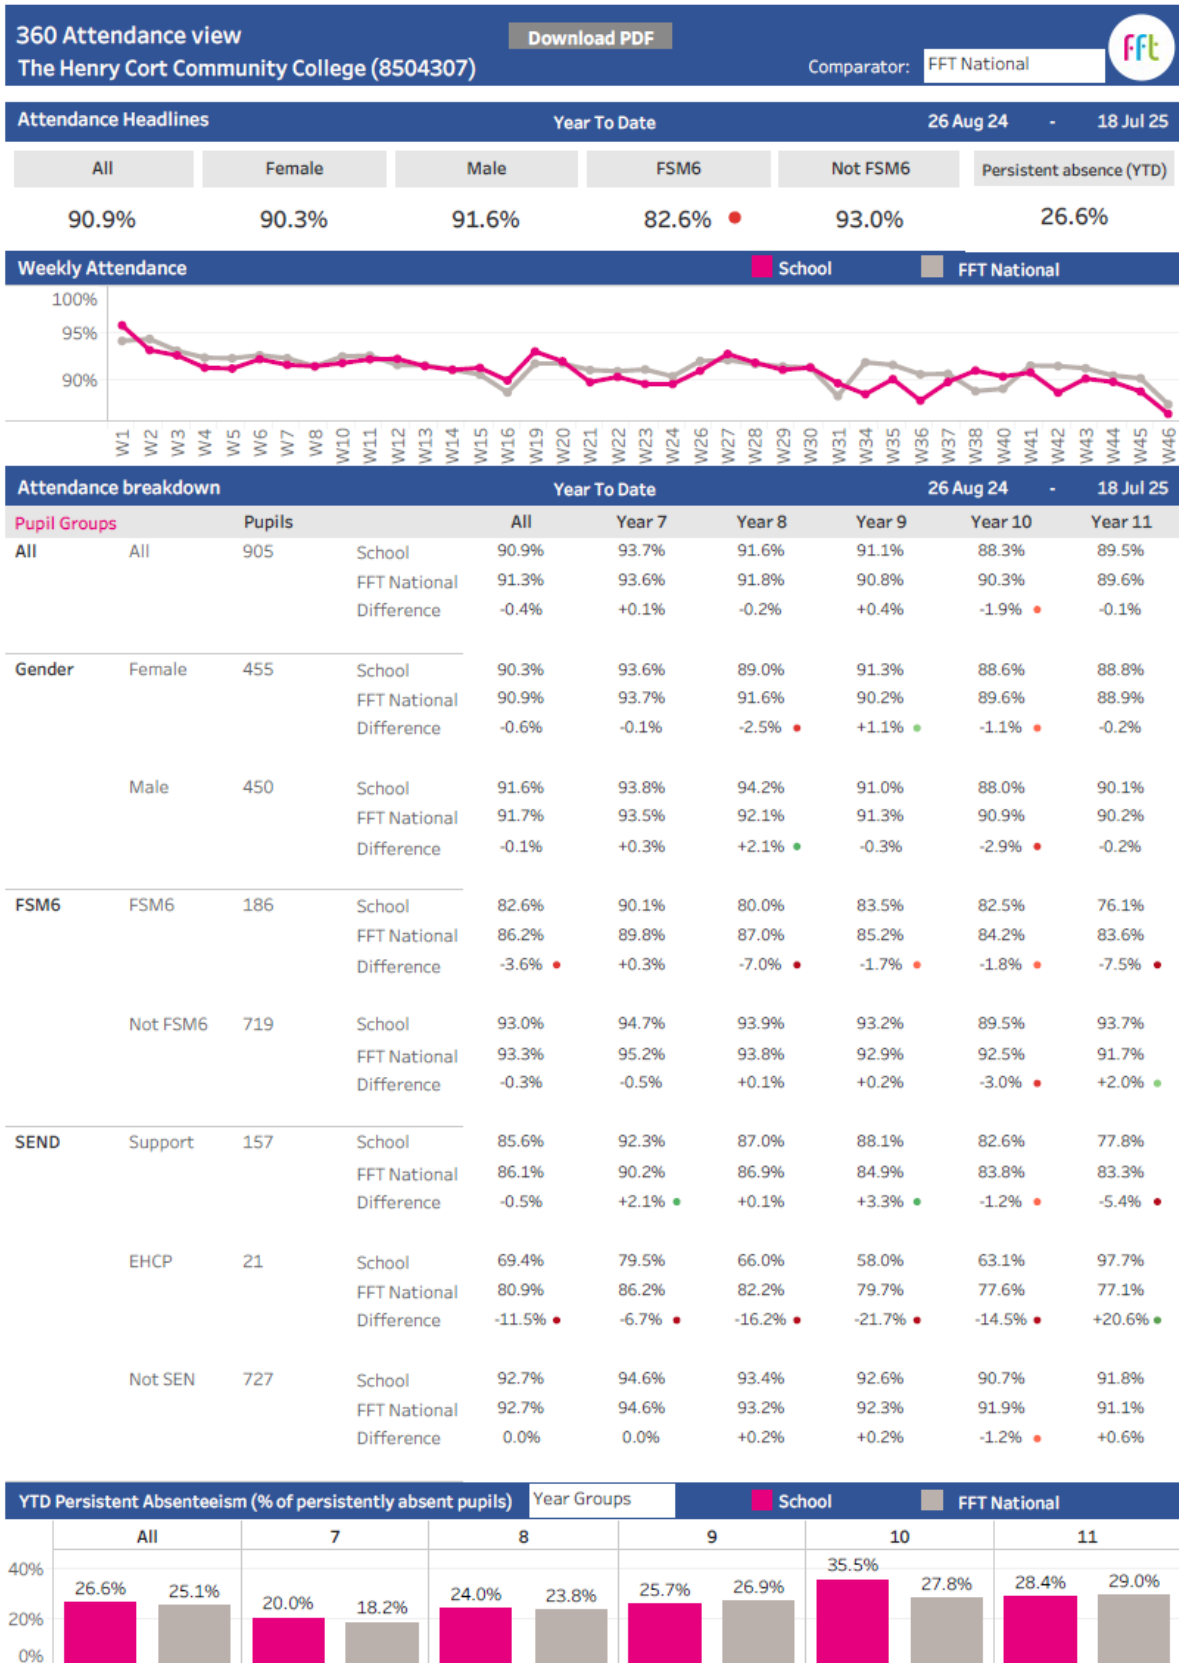 360 Attendance view
Download PDF
The Henry Cort Community College (8504307)
Comparator: FFT National
fft
Attendance Headlines Year To Date 26 Aug 24 - 18 Jul 25
All Female Male FSM6 Not FSM6 Persistent absence (YTD)
90.9% 90.3% 91.6% 82.6% 93.0% 26.6%
Weekly Attendance School FFT National
100%
95%
90%
W1 W2 W3 W4 W5 W6 W7 W8 W10 W11 W12 W13 W14 W15 W16 W19 W20 W21 W22 W23 W24 W26 W27 W28 W29 W30 W31 W34 W35 W36 W37 W38 W40 W41 W42 W43 W44 W45 W46
Attendance breakdown Year To Date 26 Aug 24 - 18 Jul 25
Pupil Groups Pupils All Year 7 Year 8 Year 9 Year 10 Year 11
All All 905 School 90.9% 93.7% 91.6% 91.1% 88.3% 89.5%
FFT National 91.3% 93.6% 91.8% 90.8% 90.3% 89.6%
Difference -0.4% +0.1% -0.2% +0.4% -1.9% -0.1%
Gender Female 455 School 90.3% 93.6% 89.0% 91.3% 88.6% 88.8%
FFT National 90.9% 93.7% 91.6% 90.2% 89.6% 88.9%
Difference -0.6% -0.1% -2.5% +1.1% -1.1% -0.2%
Male 450 School 91.6% 93.8% 94.2% 91.0% 88.0% 90.1%
FFT National 91.7% 93.5% 92.1% 91.3% 90.9% 90.2%
Difference -0.1% +0.3% +2.1% -0.3% -2.9% -0.2%
FSM6 FSM6 186 School 82.6% 90.1% 80.0% 83.5% 82.5% 76.1%
FFT National 86.2% 89.8% 87.0% 85.2% 84.2% 83.6%
Difference -3.6% +0.3% -7.0% -1.7% -1.8% -7.5%
Not FSM6 719 School 93.0% 94.7% 93.9% 93.2% 89.5% 93.7%
FFT National 93.3% 95.2% 93.8% 92.9% 92.5% 91.7%
Difference -0.3% -0.5% +0.1% +0.2% -3.0% +2.0%
SEND Support 157 School 85.6% 92.3% 87.0% 88.1% 82.6% 77.8%
FFT National 86.1% 90.2% 86.9% 84.9% 83.8% 83.3%
Difference -0.5% +2.1% +0.1% +3.3% -1.2% -5.4%
EHCP 21 School 69.4% 79.5% 66.0% 58.0% 63.1% 97.7%
FFT National 80.9% 86.2% 82.2% 79.7% 77.6% 77.1%
Difference -11.5% -6.7% -16.2% -21.7% -14.5% +20.6%
Not SEN 727 School 92.7% 94.6% 93.4% 92.6% 90.7% 91.8%
FFT National 92.7% 94.6% 93.2% 92.3% 91.9% 91.1%
Difference 0.0% 0.0% +0.2% +0.2% -1.2% +0.6%
YTD Persistent Absenteeism (% of persistently absent pupils) Year Groups School FFT National
All 7 8 9 10 11
40%
20%
0%
26.6% 25.1% 20.0% 18.2% 24.0% 23.8% 25.7% 26.9% 35.5% 27.8% 28.4% 29.0%